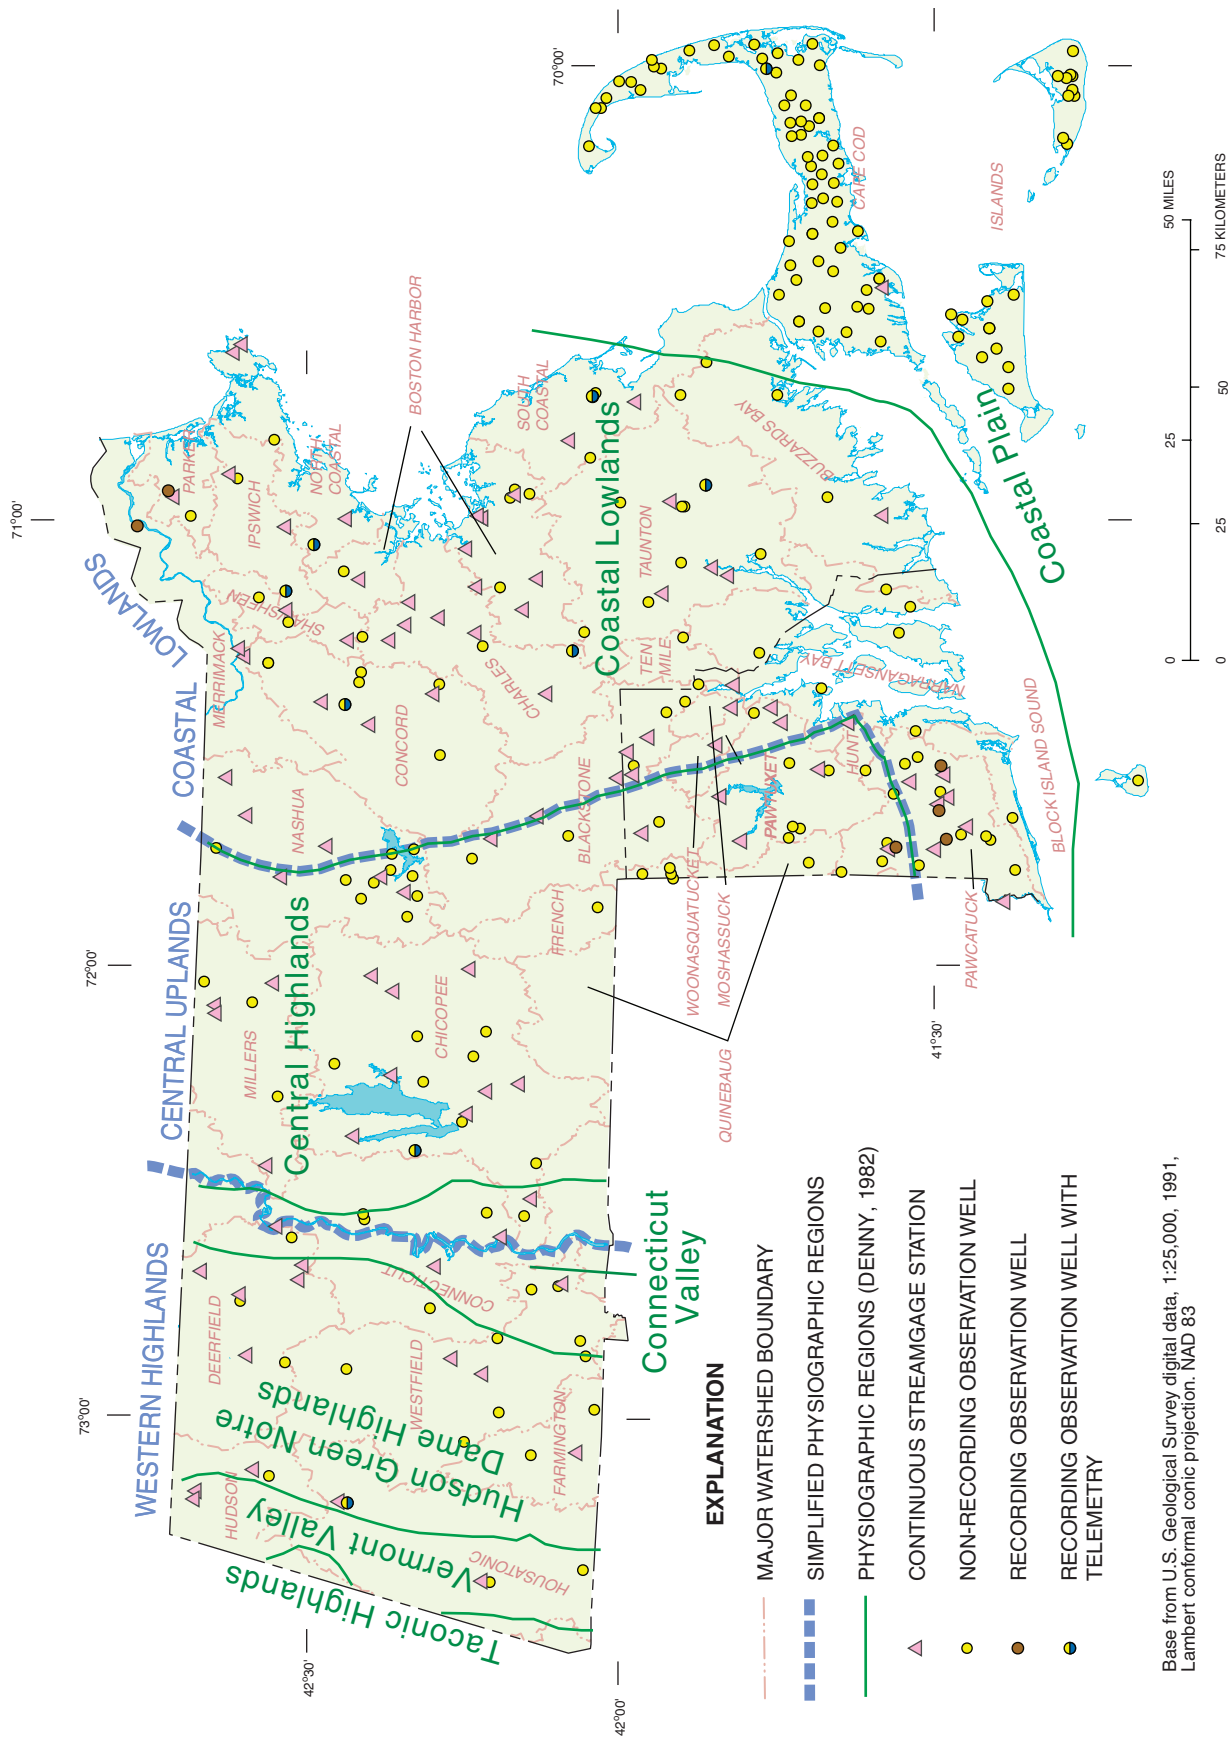 73°00'
72°00'
71°00'
70°00'
42°30'
42°00'
41°30'
WESTERN HIGHLANDS
CENTRAL UPLANDS
COASTAL
LOWLANDS
Taconic Highlands
Vermont Valley
Hudson Green Notre
Dame Highlands
Connecticut
Valley
Central Highlands
Coastal Lowlands
Coastal Plain
HUDSON
HOUSATONIC
DEERFIELD
WESTFIELD
FARMINGTON
CONNECTICUT
MILLERS
CHICOPEE
QUINEBAUG
FRENCH
NASHUA
BLACKSTONE
MERRIMACK
CONCORD
SHAWSHEEN
CHARLES
PARKER
IPSWICH
NORTH
COASTAL
BOSTON HARBOR
SOUTH
COASTAL
TAUNTON
TEN
MILE
BUZZARDS BAY
CAPE COD
ISLANDS
NARRAGANSETT BAY
WOONASQUATUCKET
MOSHASSUCK
PAWTUXET
HUNT
PAWCATUCK
BLOCK ISLAND SOUND
EXPLANATION
MAJOR WATERSHED BOUNDARY
SIMPLIFIED PHYSIOGRAPHIC REGIONS
PHYSIOGRAPHIC REGIONS (DENNY, 1982)
CONTINUOUS STREAMGAGE STATION
NON-RECORDING OBSERVATION WELL
RECORDING OBSERVATION WELL
RECORDING OBSERVATION WELL WITH
TELEMETRY
0 25 50 MILES
0 25 50 75 KILOMETERS
Base from U.S. Geological Survey digital data, 1:25,000, 1991,
Lambert conformal conic projection. NAD 83